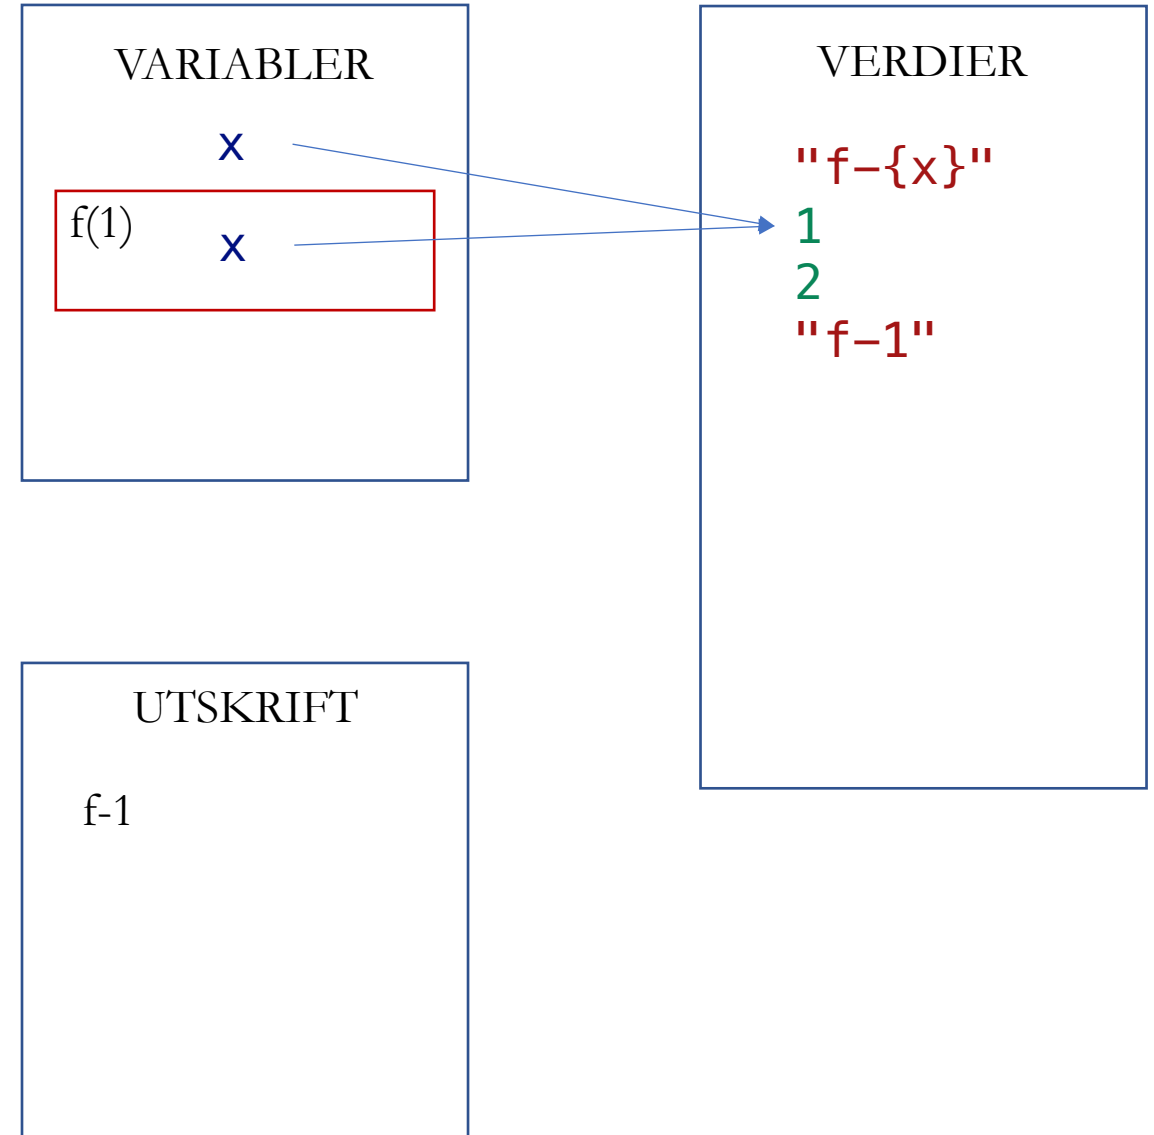 VARIABLER
x
f(1)
x
VERDIER
"f–{x}"
1
2
"f–1"
UTSKRIFT
f-1